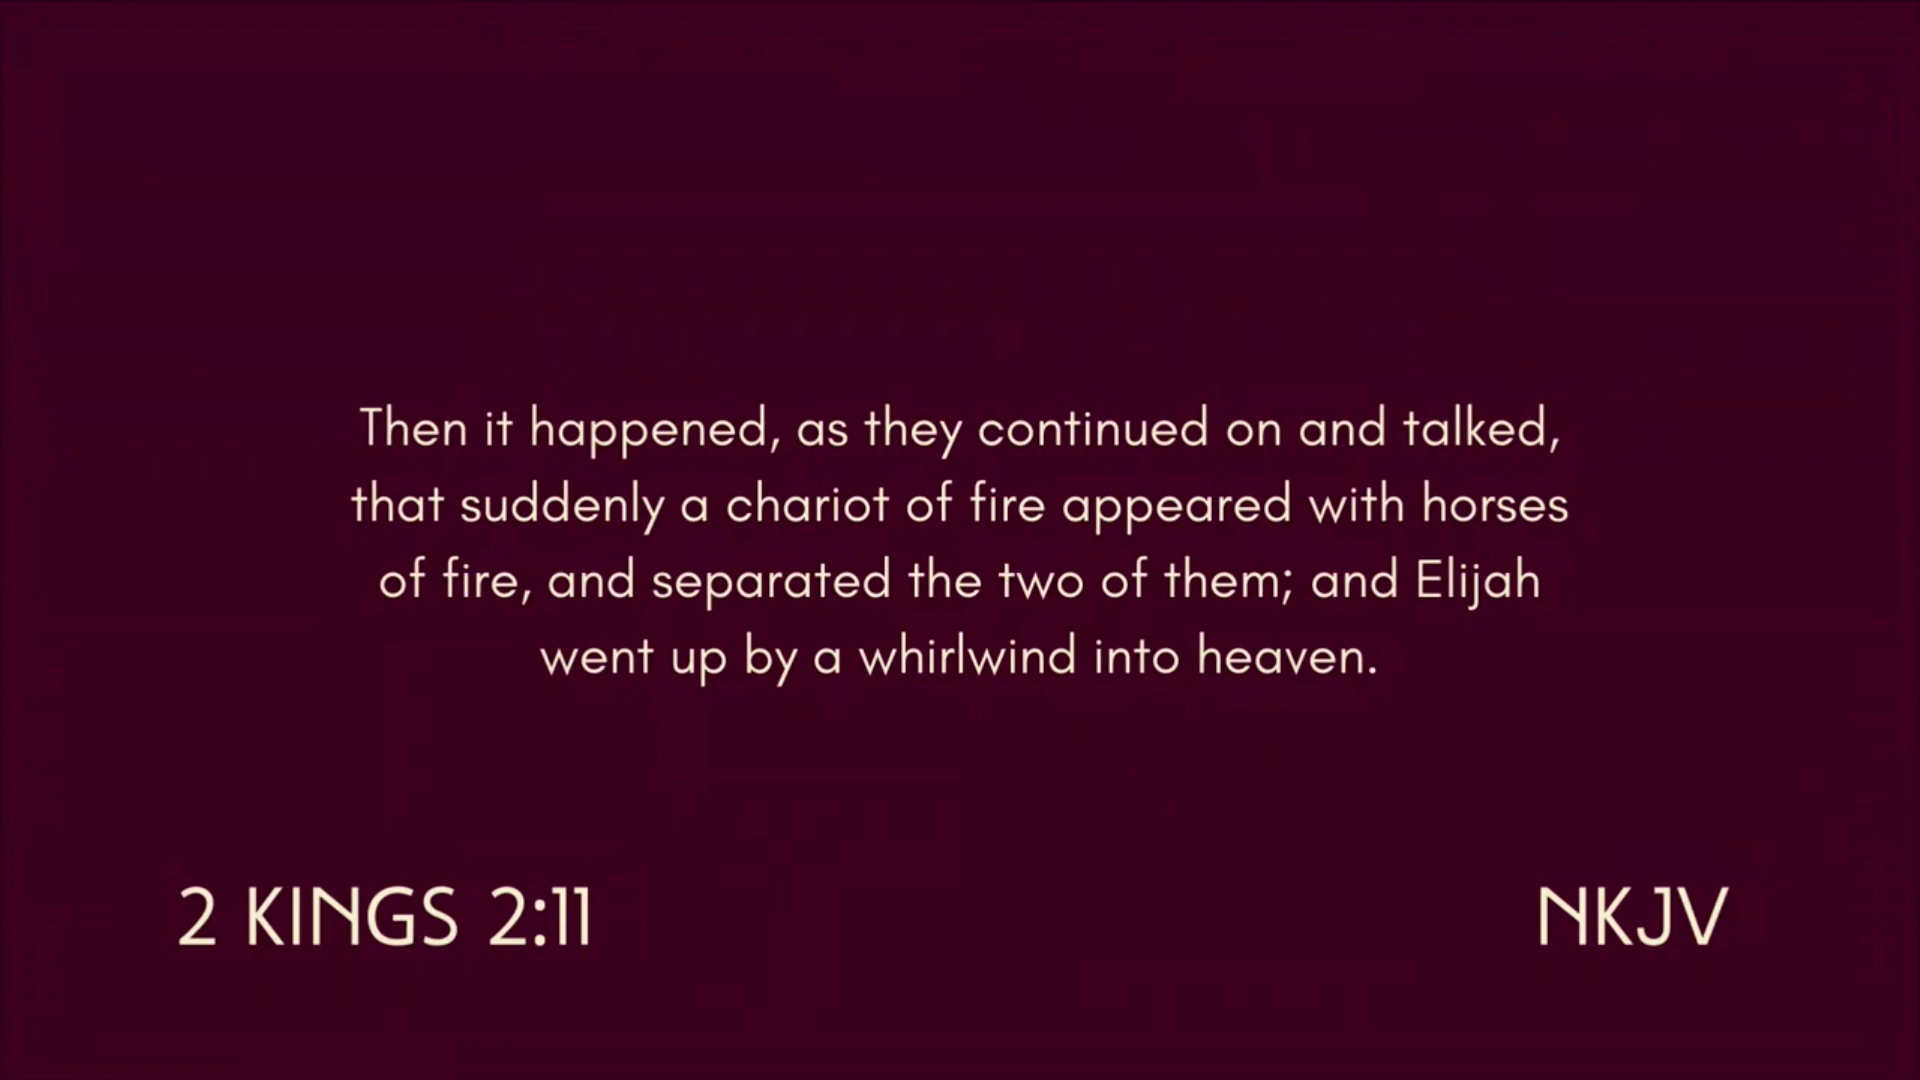 Then it happened, as they continued on and talked,
that suddenly a chariot of fire appeared with horses
of fire, and separated the two of them; and Elijah
went up by a whirlwind into heaven.
2 KINGS 2:11
NKJV